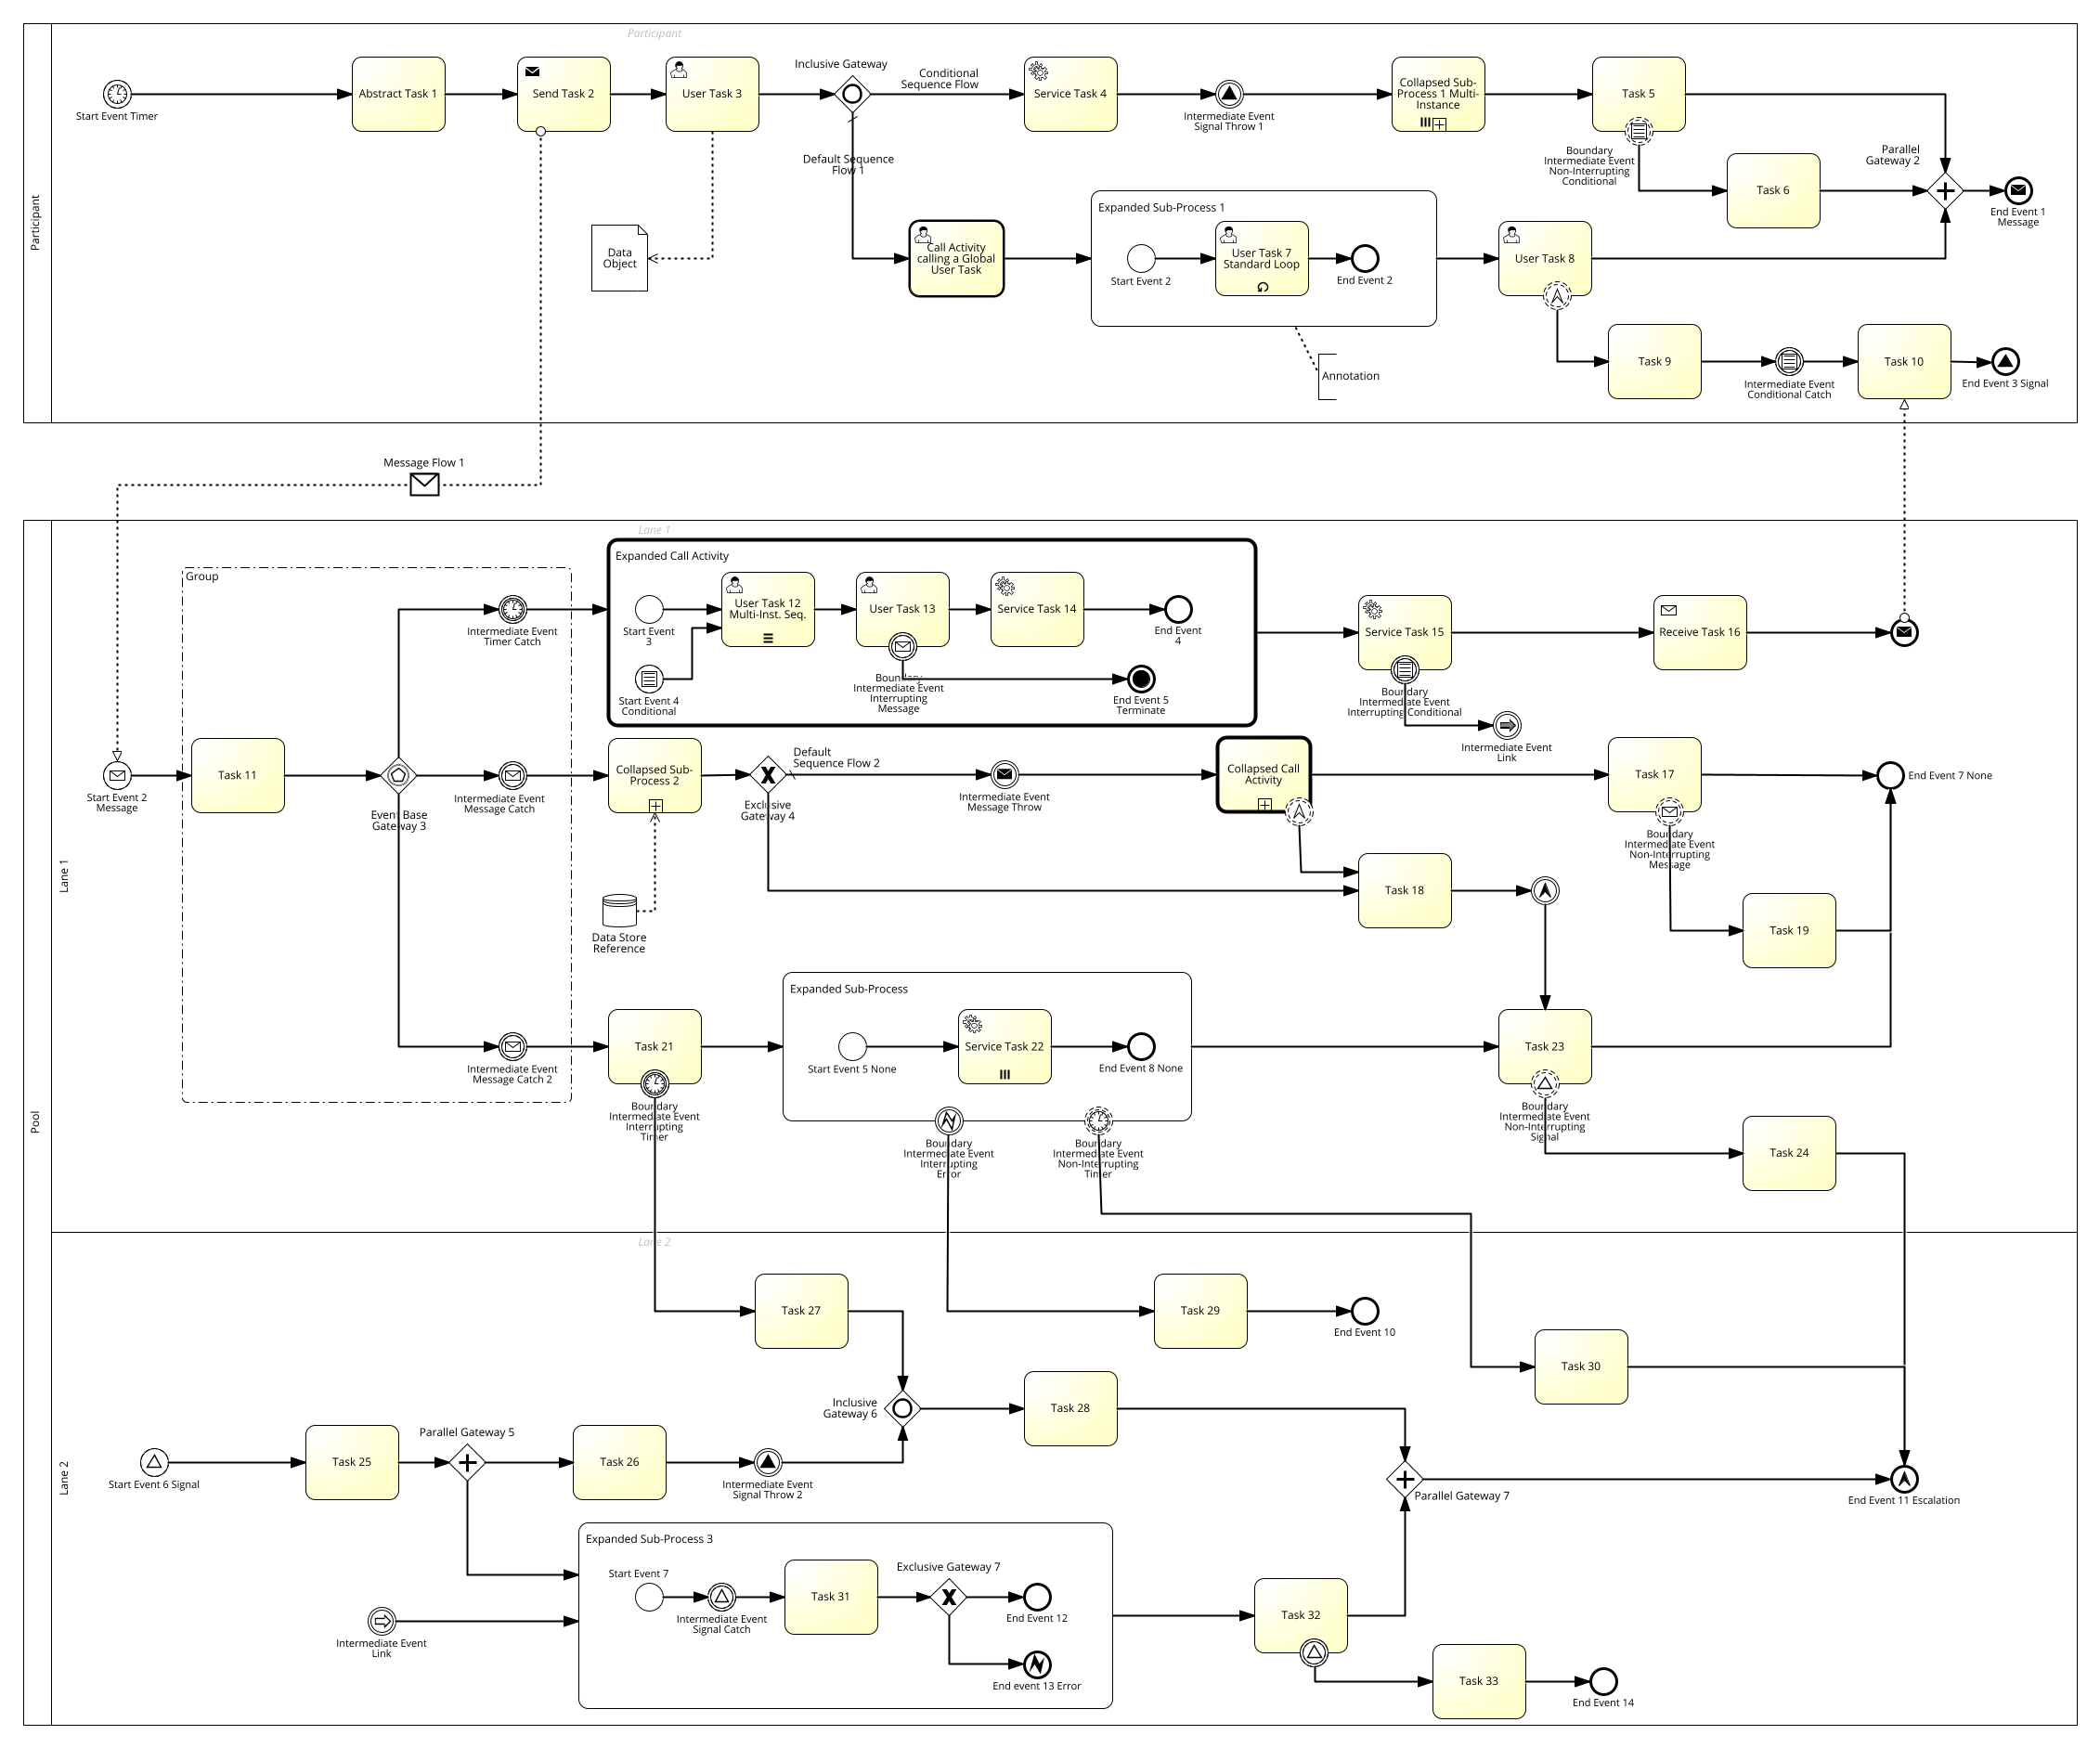 Participant
Participant
Start Event Timer
Abstract Task 1
Send Task 2
User Task 3
Inclusive Gateway
Conditional
Sequence Flow
Default Sequence
Flow 1
Service Task 4
Intermediate Event
Signal Throw 1
Collapsed Sub-
Process 1 Multi-
Instance
Task 5
Boundary
Intermediate Event
Non-Interrupting
Conditional
Task 6
Parallel
Gateway 2
End Event 1
Message
Data
Object
Call Activity
calling a Global
User Task
Expanded Sub-Process 1
Start Event 2
User Task 7
Standard Loop
End Event 2
User Task 8
Annotation
Task 9
Intermediate Event
Conditional Catch
Task 10
End Event 3 Signal
Message Flow 1
Pool
Lane 1
Lane 1
Group
Start Event 2
Message
Task 11
Event Base
Gateway 3
Intermediate Event
Timer Catch
Intermediate Event
Message Catch
Intermediate Event
Message Catch 2
Expanded Call Activity
Start Event
3
Start Event 4
Conditional
User Task 12
Multi-Inst. Seq.
User Task 13
Boundary
Intermediate Event
Interrupting
Message
Service Task 14
End Event
4
End Event 5
Terminate
Service Task 15
Boundary
Intermediate Event
Interrupting Conditional
Intermediate Event
Link
Receive Task 16
Collapsed Sub-
Process 2
Data Store
Reference
Exclusive
Gateway 4
Default
Sequence Flow 2
Intermediate Event
Message Throw
Collapsed Call
Activity
Task 17
Boundary
Intermediate Event
Non-Interrupting
Message
End Event 7 None
Task 18
Task 19
Task 21
Boundary
Intermediate Event
Interrupting
Timer
Expanded Sub-Process
Start Event 5 None
Service Task 22
End Event 8 None
Boundary
Intermediate Event
Interrupting
Error
Boundary
Intermediate Event
Non-Interrupting
Timer
Task 23
Boundary
Intermediate Event
Non-Interrupting
Signal
Task 24
Lane 2
Lane 2
Task 27
Task 29
End Event 10
Task 30
Inclusive
Gateway 6
Task 28
Start Event 6 Signal
Task 25
Parallel Gateway 5
Task 26
Intermediate Event
Signal Throw 2
Parallel Gateway 7
End Event 11 Escalation
Intermediate Event
Link
Expanded Sub-Process 3
Start Event 7
Intermediate Event
Signal Catch
Task 31
Exclusive Gateway 7
End Event 12
End event 13 Error
Task 32
Task 33
End Event 14